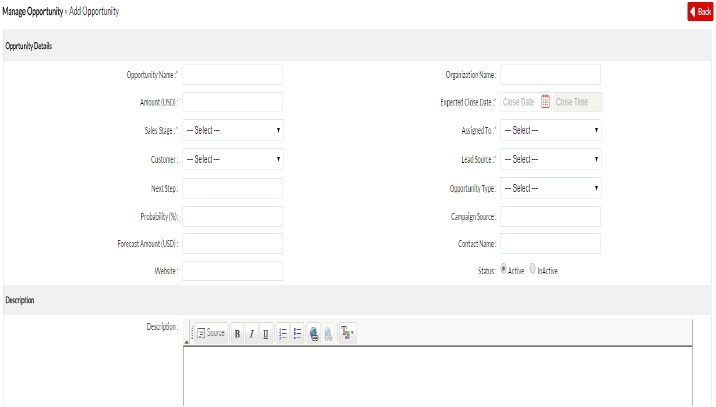 Manage Opportunity » Add Opportunity
Back
Opprtunity Details
Opportunity Name :*
Organization Name :
Amount (USD) :
Expected Close Date :* Close Date Close Time
Sales Stage :* --- Select ---
Assigned To :* --- Select ---
Customer : --- Select ---
Lead Source :* --- Select ---
Next Step :
Opportunity Type : --- Select ---
Probability (%) :
Campaign Source :
Forecast Amount (USD) :
Contact Name :
Website :
Status : Active InActive
Description
Description :
Source B I U